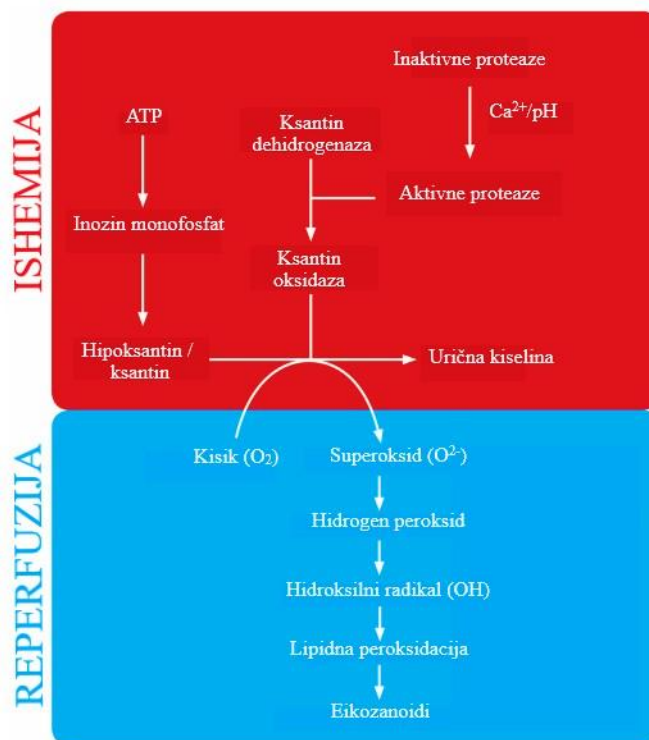 ISHEMIJA
Inaktivne proteaze
ATP
Ca²⁺/pH
Ksantin
dehidrogenaza
Aktivne proteaze
Inozin monofosfat
Ksantin
oksidaza
Hipoksantin /
ksantin
Urična kiselina
REPERFUZIJA
Kisik (O₂)
Superoksid (O²⁻)
Hidrogen peroksid
Hidroksilni radikal (OH)
Lipidna peroksidacija
Eikozanoidi